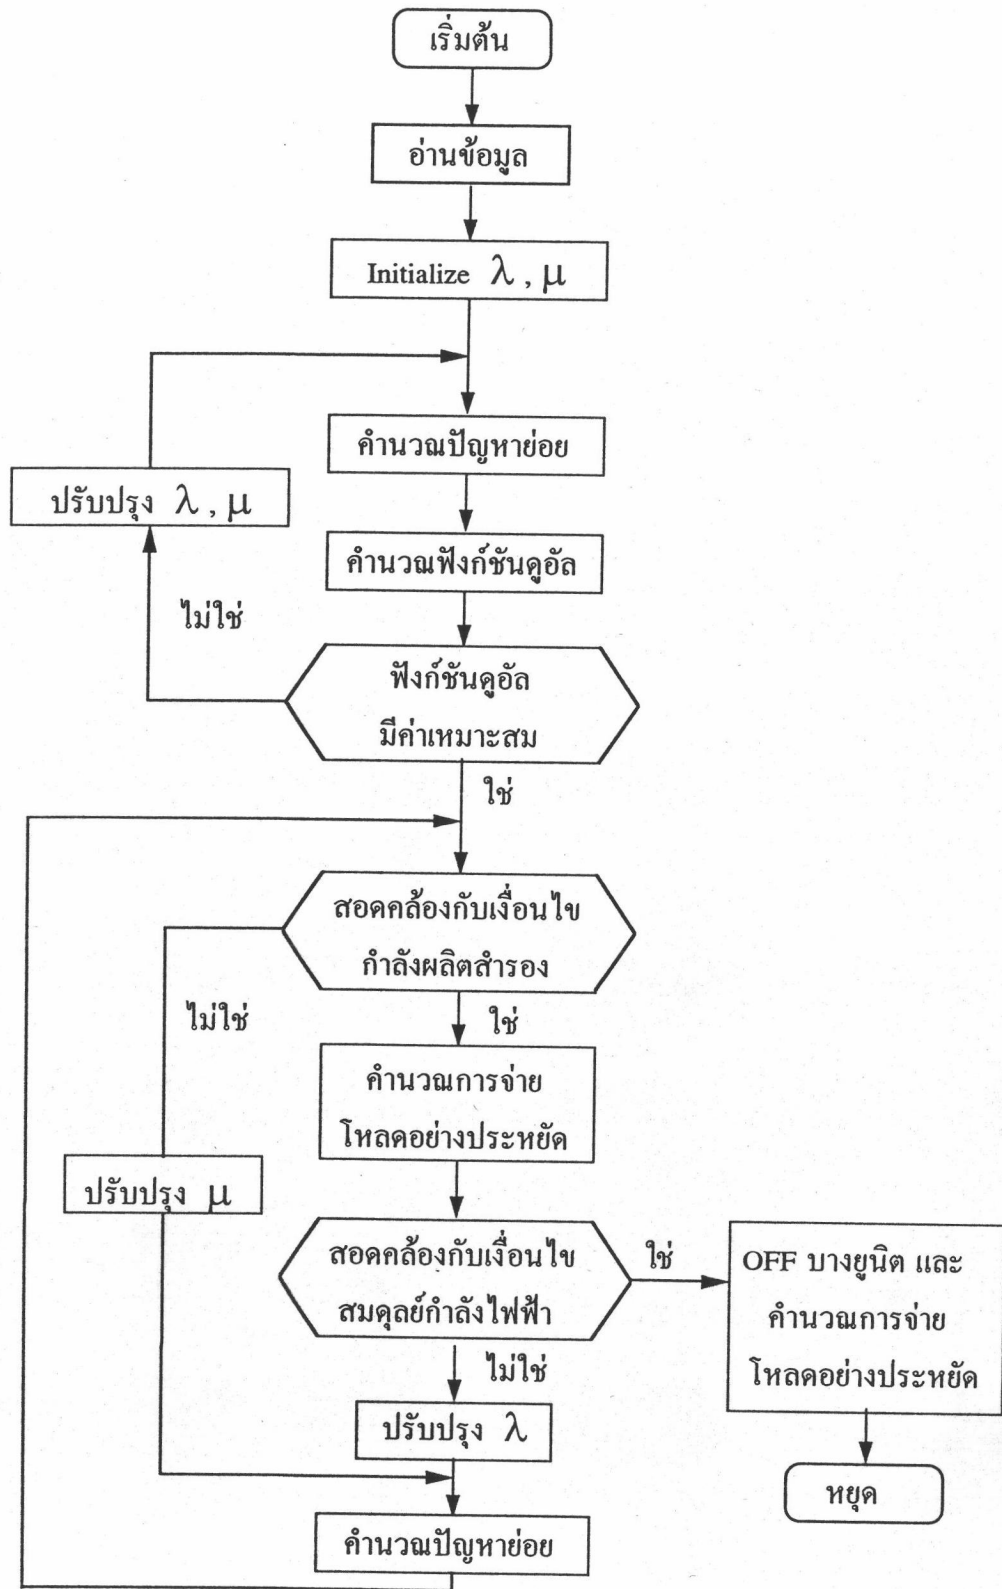 เริ่มต้น
อ่านข้อมูล
Initialize λ , μ
คำนวณปัญหาย่อย
ปรับปรุง λ , μ
คำนวณฟังก์ชันดูอัล
ไม่ใช่
ฟังก์ชันดูอัล
มีค่าเหมาะสม
ใช่
สอดคล้องกับเงื่อนไข
กำลังผลิตสำรอง
ไม่ใช่
ใช่
คำนวณการจ่าย
โหลดอย่างประหยัด
ปรับปรุง μ
สอดคล้องกับเงื่อนไข
สมดุลย์กำลังไฟฟ้า
ใช่
OFF บางยูนิต และ
คำนวณการจ่าย
โหลดอย่างประหยัด
ไม่ใช่
ปรับปรุง λ
หยุด
คำนวณปัญหาย่อย